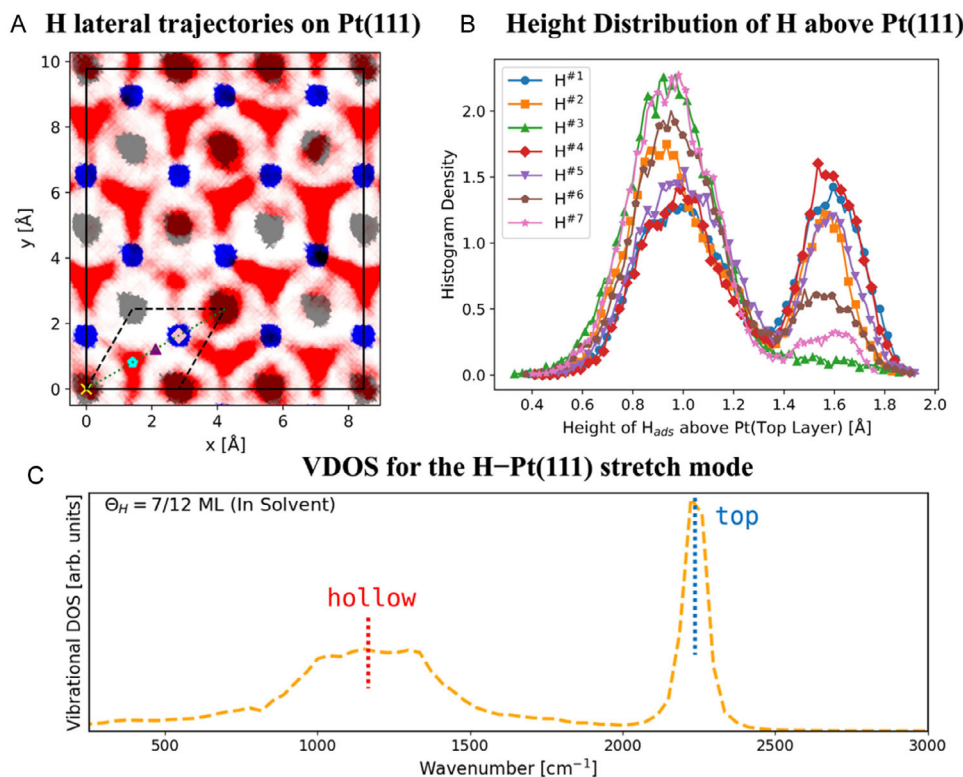 A H lateral trajectories on Pt(111)
10
8
6
4
2
0
y [Å]
0 2 4 6 8
x [Å]
B Height Distribution of H above Pt(111)
H#1
H#2
H#3
H#4
H#5
H#6
H#7
2.0
1.5
1.0
0.5
0.0
Histogram Density
0.4 0.6 0.8 1.0 1.2 1.4 1.6 1.8 2.0
Height of Hads above Pt(Top Layer) [Å]
VDOS for the H−Pt(111) stretch mode
C
ΘH = 7/12 ML (In Solvent)
top
hollow
Vibrational DOS [arb. units]
500 1000 1500 2000 2500 3000
Wavenumber [cm⁻¹]